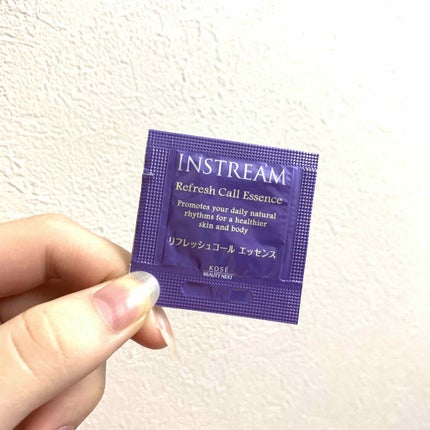 INSTREAM
Refresh Call Essence
Promotes your daily natural
rhythms for a healthier
skin and body
リフレッシュコール エッセンス
KOSÉ
BEAUTY NEXT